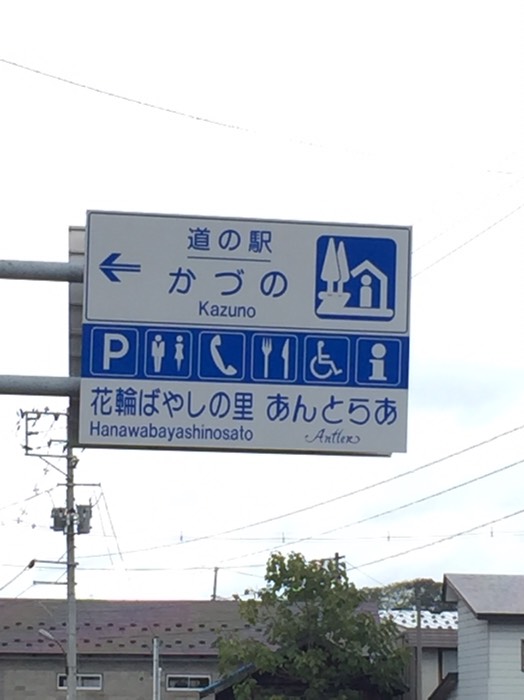 道の駅
かづの
Kazuno
P
花輪ばやしの里 あんとらあ
Hanawabayashinosato Antler